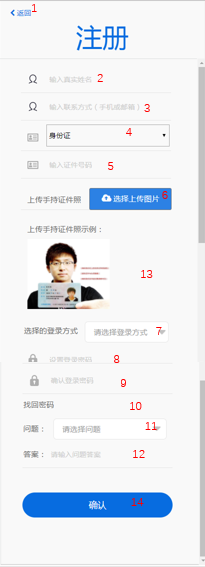 返回 1
注册
输入真实姓名 2
输入联系方式（手机或邮箱） 3
身份证 4
输入证件号码 5
上传手持证件照 选择上传图片 6
上传手持证件照示例：
13
选择的登录方式 请选择登录方式 7
设置登录密码 8
确认登录密码 9
找回密码 10
问题： 请选择问题 11
答案： 请输入问题答案 12
确认 14